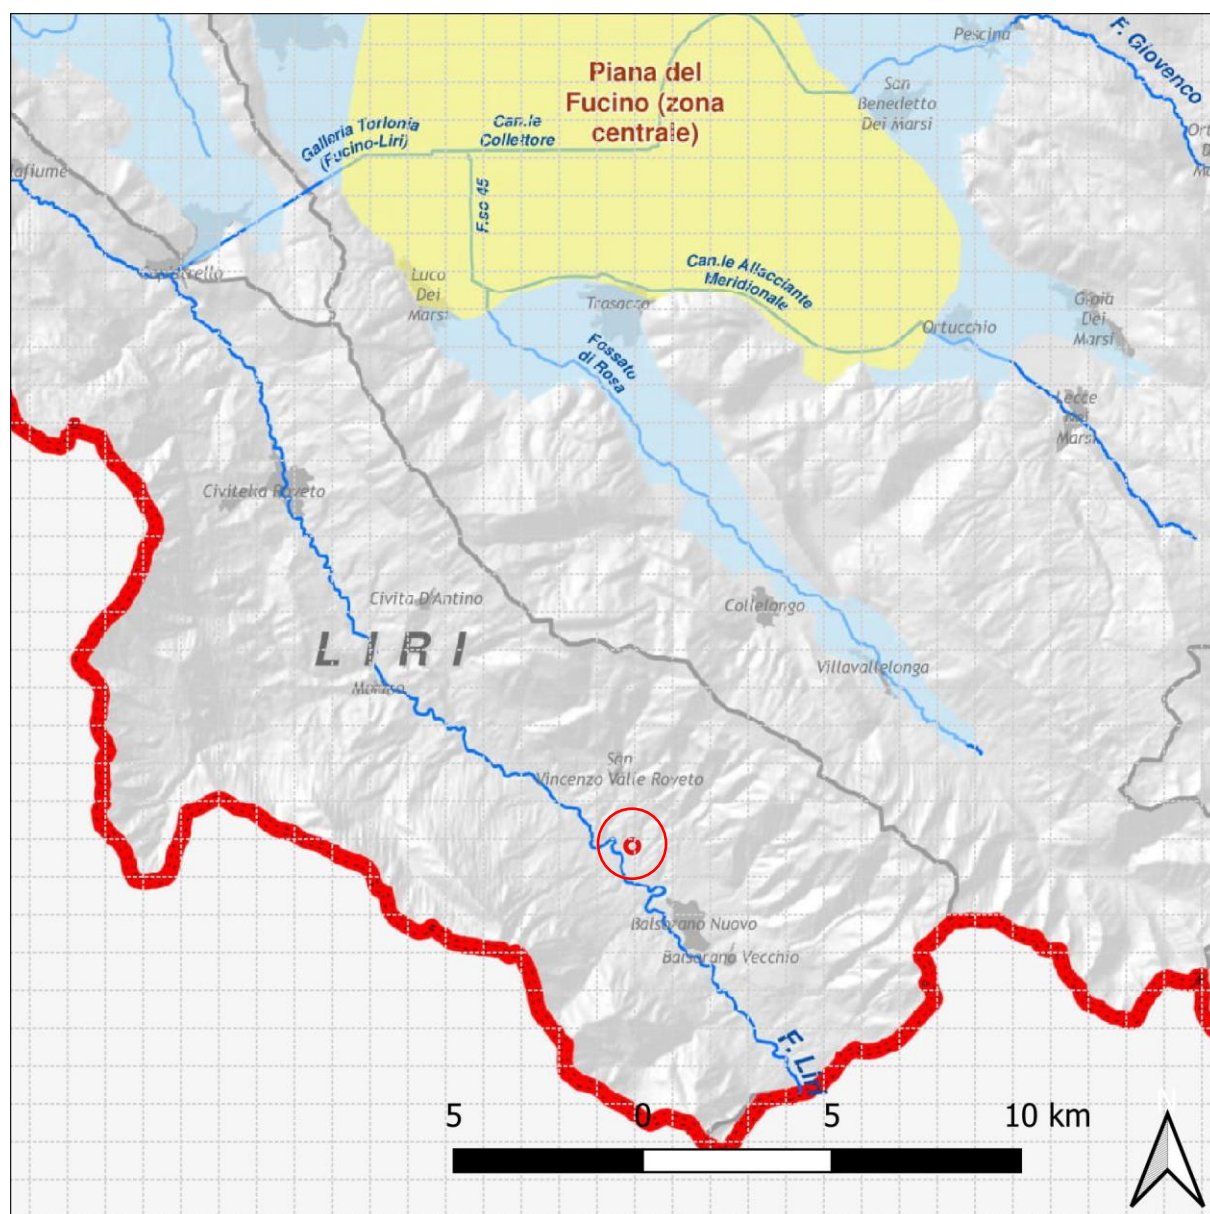 Pescina
F. Giovenco
Piana del
Fucino (zona
centrale)
San
Benedetto
Dei Marsi
Can.le
Collettore
Galleria Torlonia
(Fucino-Liri)
F.so 45
Can.le Allacciante
Meridionale
Luco
Dei
Marsi
Trasacco
Ortucchio
Gioia
Dei
Marsi
Fossato
di Rosa
Lecce
Nei
Marsi
Civitella Roveto
Civita D'Antino
Collelongo
LIRI
Villavallelonga
Morino
San
Vincenzo Valle Roveto
Balsorano Nuovo
Balsorano Vecchio
F. Liri
5 0 5 10 km
N